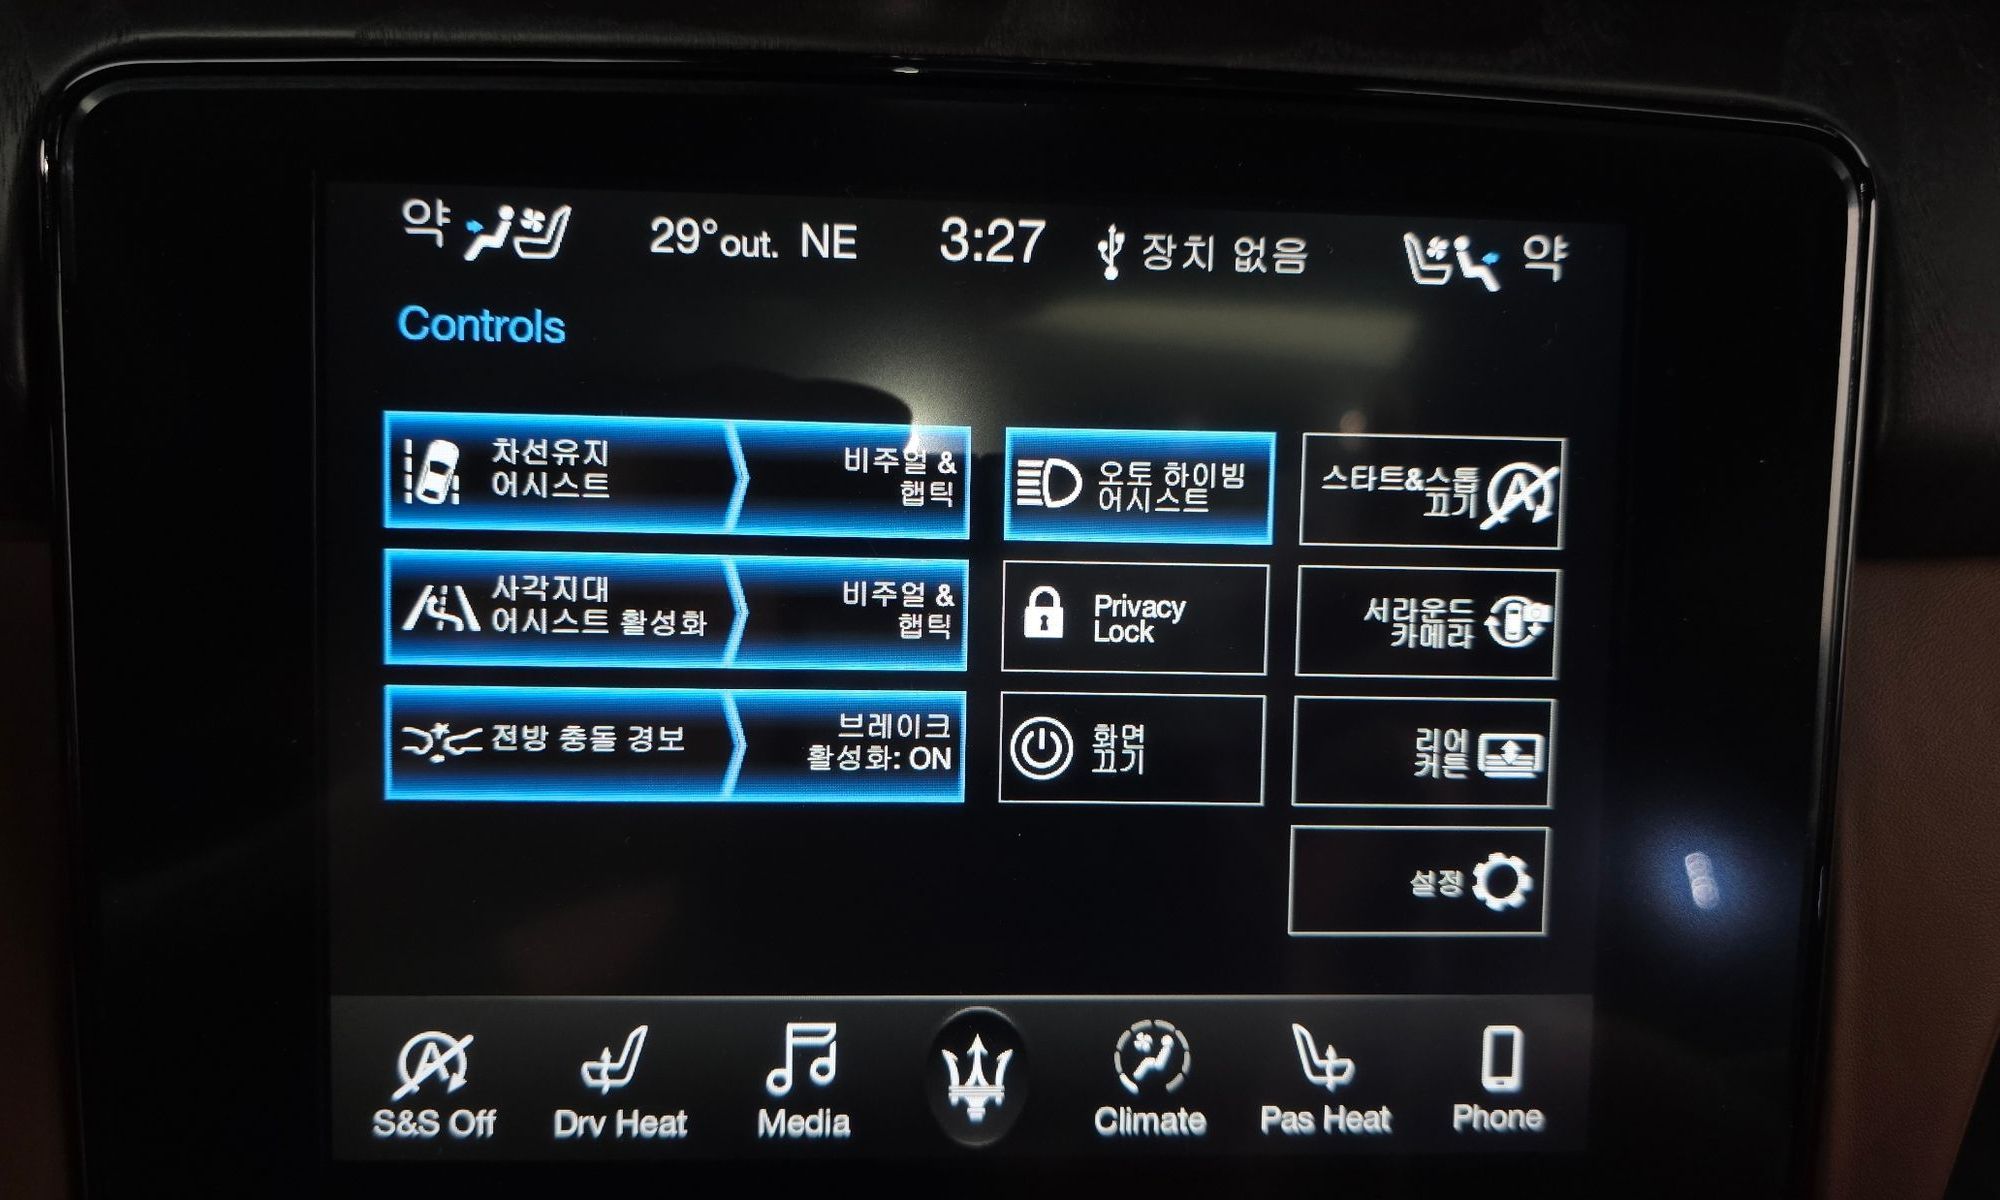 약 29°out. NE 3:27 장치 없음 약
Controls
차선유지
어시스트
비주얼 &
햅틱
오토 하이빔
어시스트
스타트&스톱
끄기
사각지대
어시스트 활성화
비주얼 &
햅틱
Privacy
Lock
서라운드
카메라
전방 충돌 경보
브레이크
활성화: ON
화면
끄기
리어
커튼
설정
S&S Off Drv Heat Media Climate Pas Heat Phone